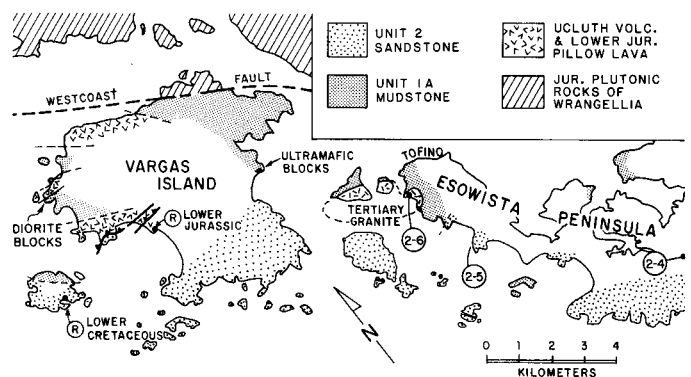 UNIT 2
SANDSTONE
UCLUTH VOLC.
& LOWER JUR.
PILLOW LAVA
UNIT 1A
MUDSTONE
JUR. PLUTONIC
ROCKS OF
WRANGELLIA
WESTCOAST FAULT
VARGAS
ISLAND
ULTRAMAFIC
BLOCKS
DIORITE
BLOCKS
R LOWER
JURASSIC
R LOWER
CRETACEOUS
TOFINO
ESOWISTA
PENINSULA
TERTIARY
GRANITE
2-6
2-5
2-4
N
0 1 2 3 4
KILOMETERS